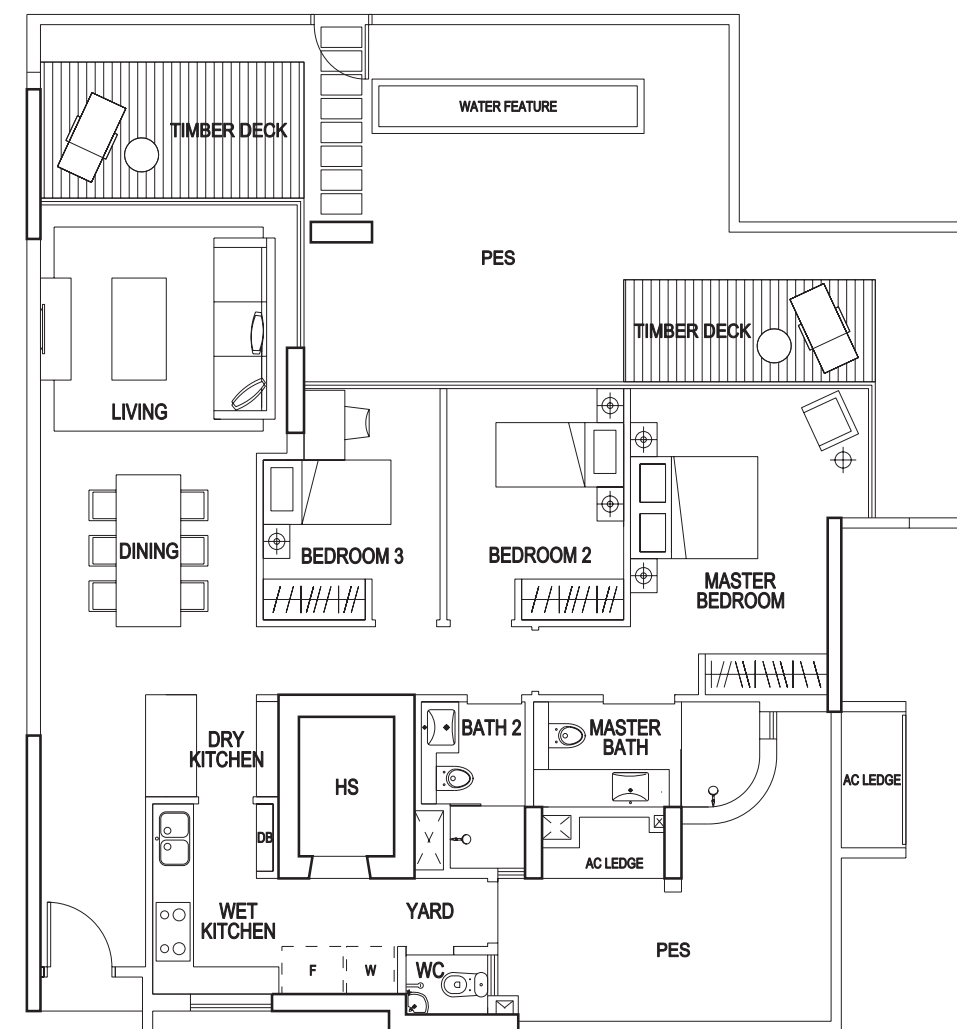 WATER FEATURE
TIMBER DECK
PES
TIMBER DECK
LIVING
DINING
BEDROOM 3
BEDROOM 2
MASTER
BEDROOM
DRY
KITCHEN
BATH 2
MASTER
BATH
HS
AC LEDGE
DB
AC LEDGE
WET
KITCHEN
YARD
PES
F
W
WC